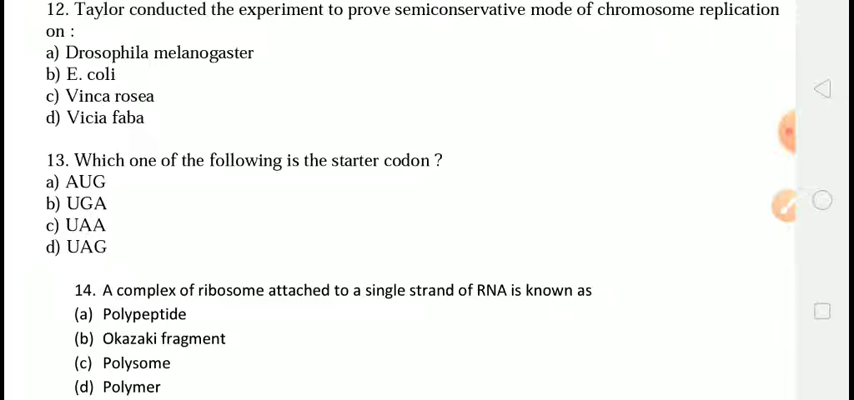 12. Taylor conducted the experiment to prove semiconservative mode of chromosome replication
on :
a) Drosophila melanogaster
b) E. coli
c) Vinca rosea
d) Vicia faba
13. Which one of the following is the starter codon ?
a) AUG
b) UGA
c) UAA
d) UAG
14. A complex of ribosome attached to a single strand of RNA is known as
(a) Polypeptide
(b) Okazaki fragment
(c) Polysome
(d) Polymer